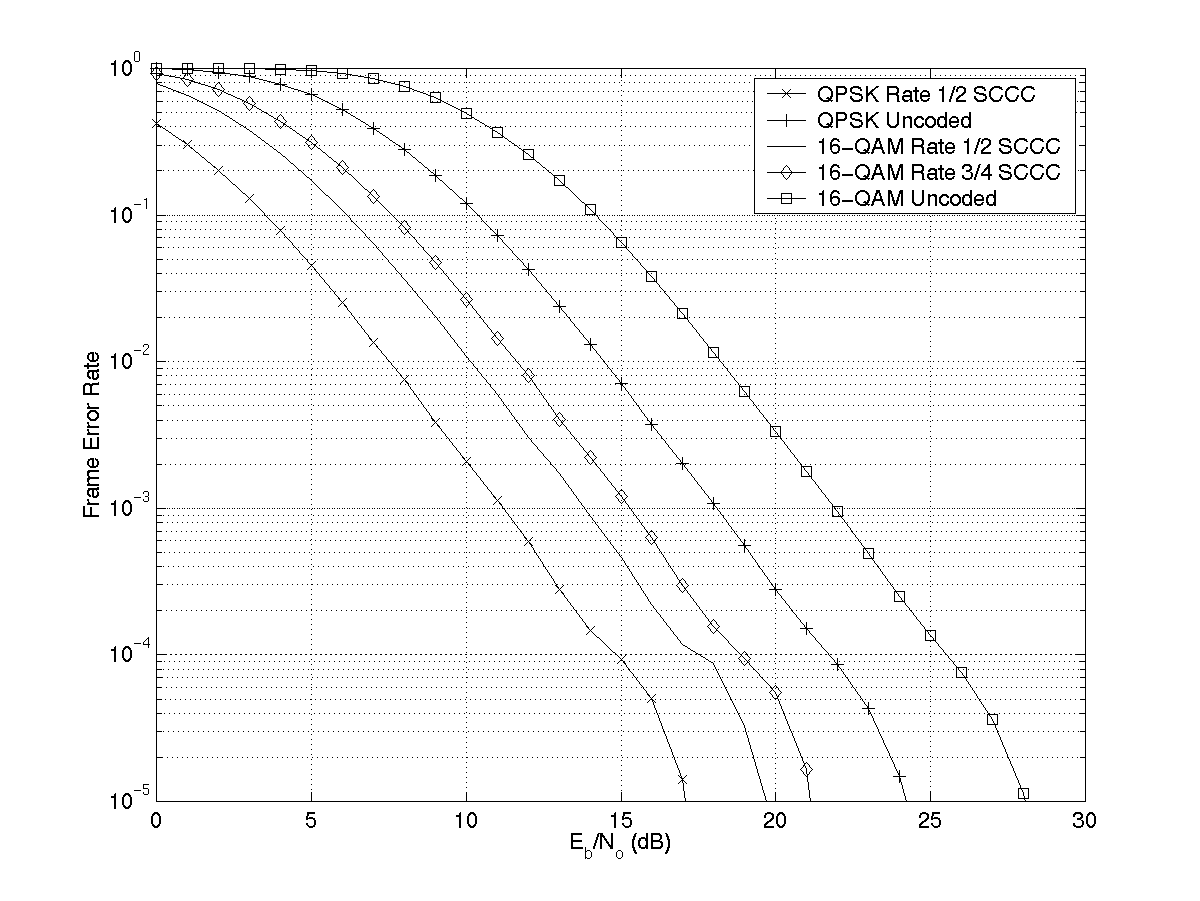 10^0
10^-1
10^-2
10^-3
10^-4
10^-5
Frame Error Rate
QPSK Rate 1/2 SCCC
QPSK Uncoded
16-QAM Rate 1/2 SCCC
16-QAM Rate 3/4 SCCC
16-QAM Uncoded
0 5 10 15 20 25 30
E_b/N_o (dB)